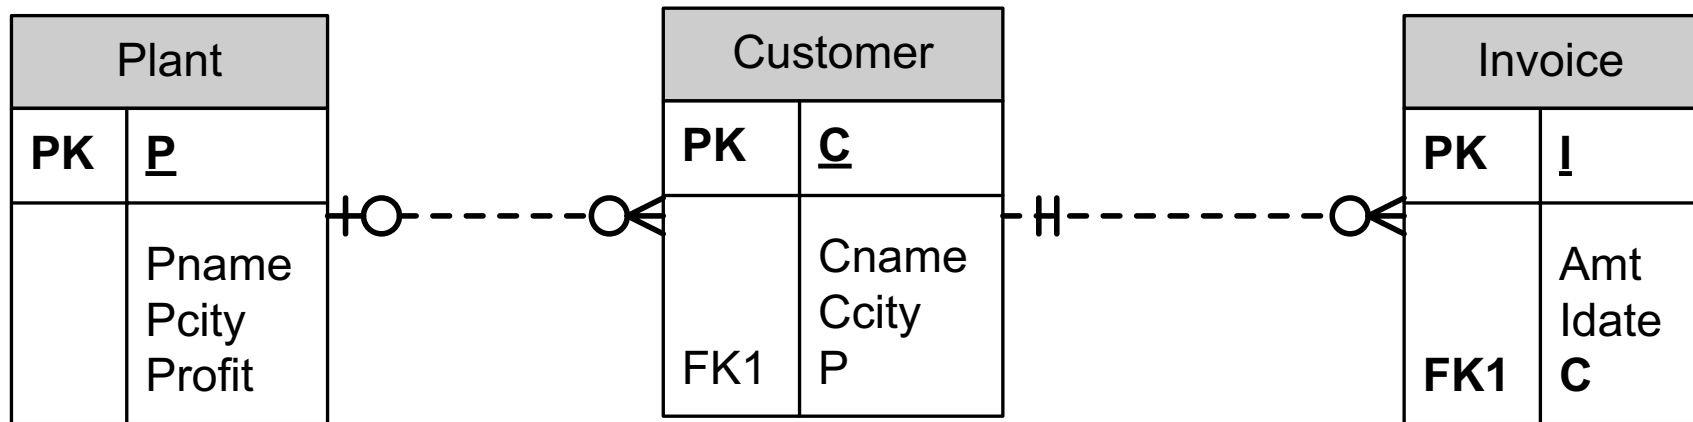 Plant
PK P
Pname
Pcity
Profit
Customer
PK C
Cname
Ccity
FK1 P
Invoice
PK I
Amt
Idate
FK1 C